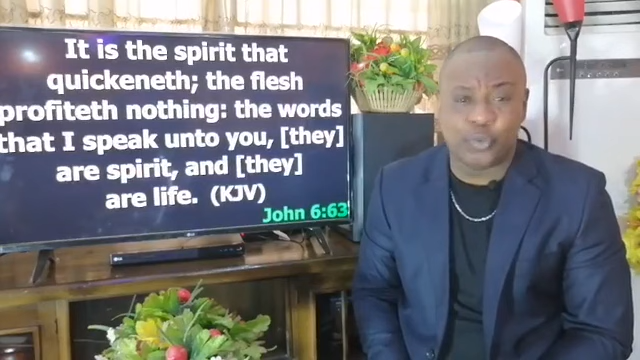 It is the spirit that
quickeneth; the flesh
profiteth nothing: the words
that I speak unto you, [they]
are spirit, and [they]
are life. (KJV)
John 6:63
LG